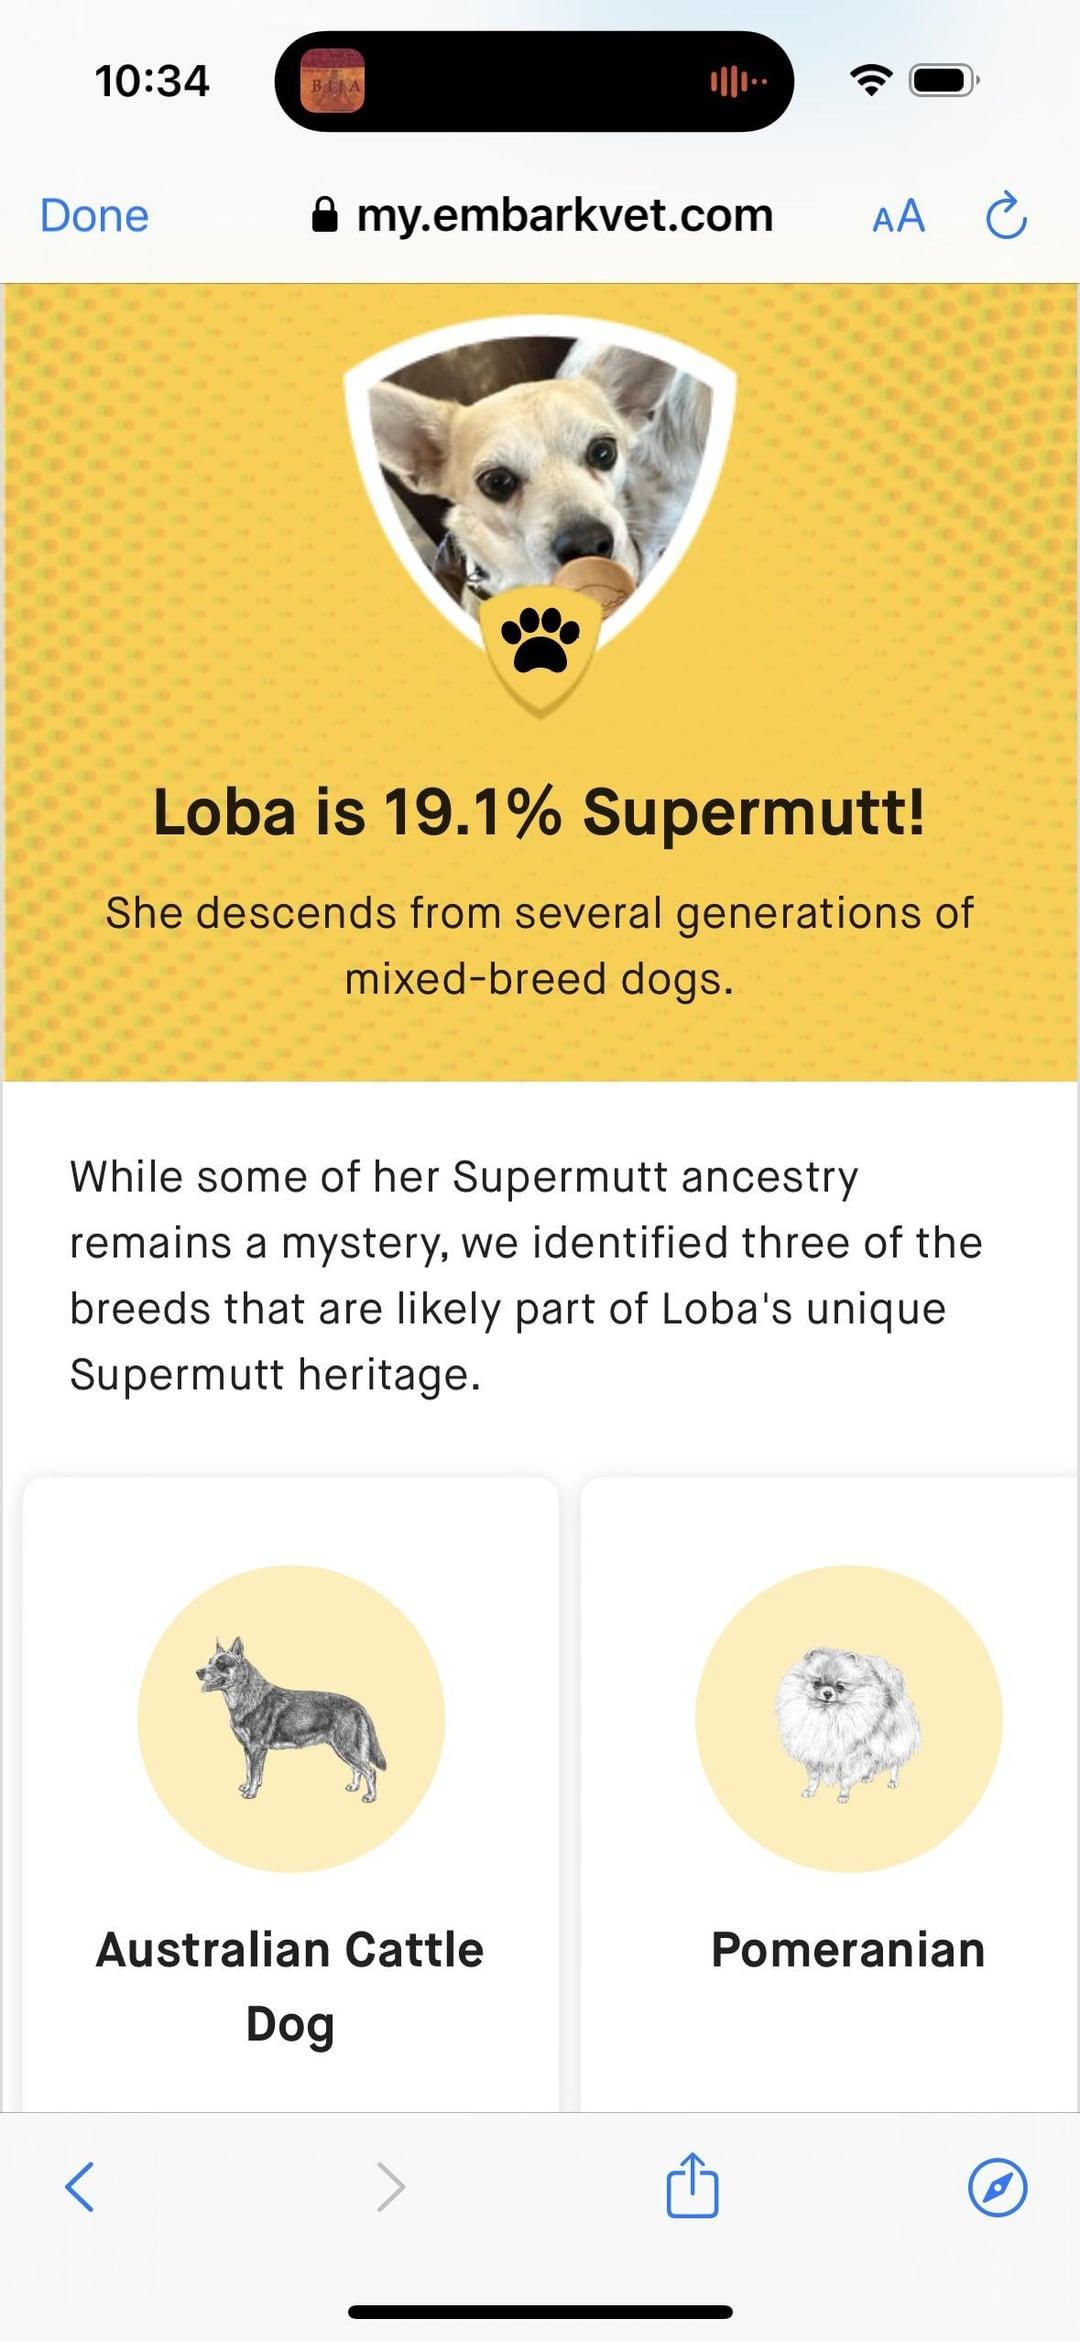 10:34
BIJA
Done
my.embarkvet.com
AA
Loba is 19.1% Supermutt!
She descends from several generations of
mixed-breed dogs.
While some of her Supermutt ancestry
remains a mystery, we identified three of the
breeds that are likely part of Loba's unique
Supermutt heritage.
Australian Cattle
Dog
Pomeranian